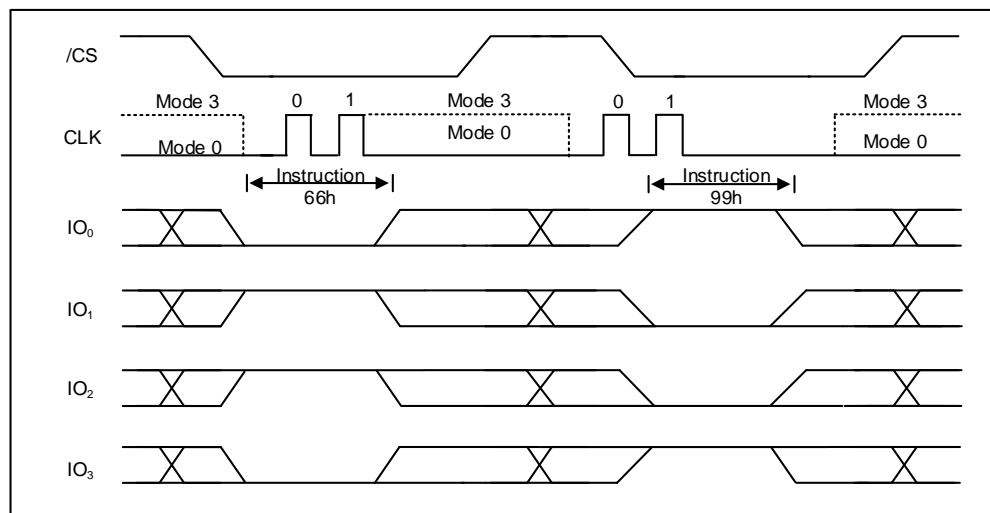 /CS
Mode 3 0 1 Mode 3 0 1 Mode 3
CLK
Mode 0 Mode 0 Mode 0
Instruction Instruction
66h 99h
IO₀
IO₁
IO₂
IO₃